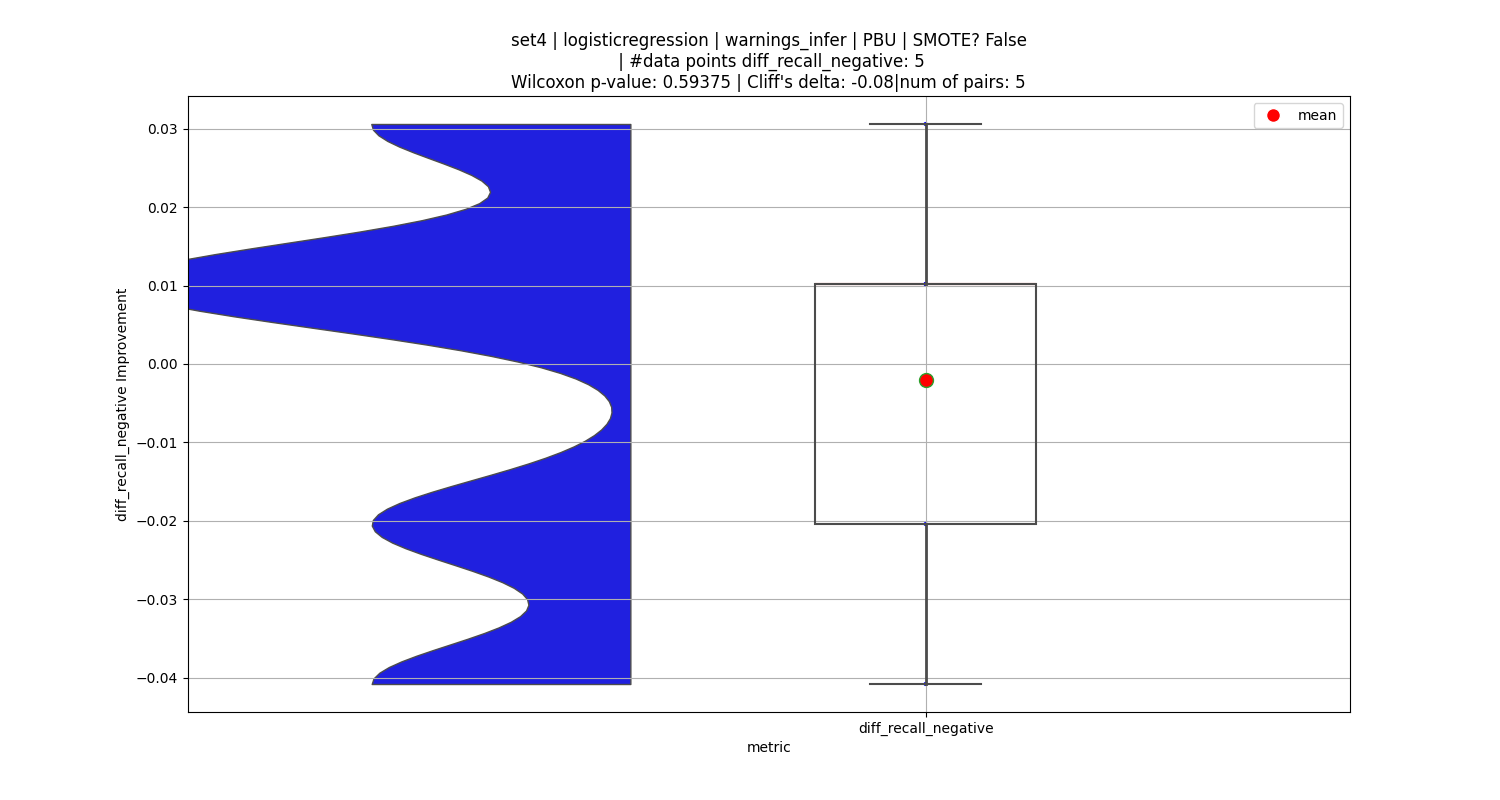 set4 | logisticregression | warnings_infer | PBU | SMOTE? False
| #data points diff_recall_negative: 5
Wilcoxon p-value: 0.59375 | Cliff's delta: -0.08|num of pairs: 5
mean
0.03
0.02
0.01
0.00
−0.01
−0.02
−0.03
−0.04
diff_recall_negative Improvement
diff_recall_negative
metric